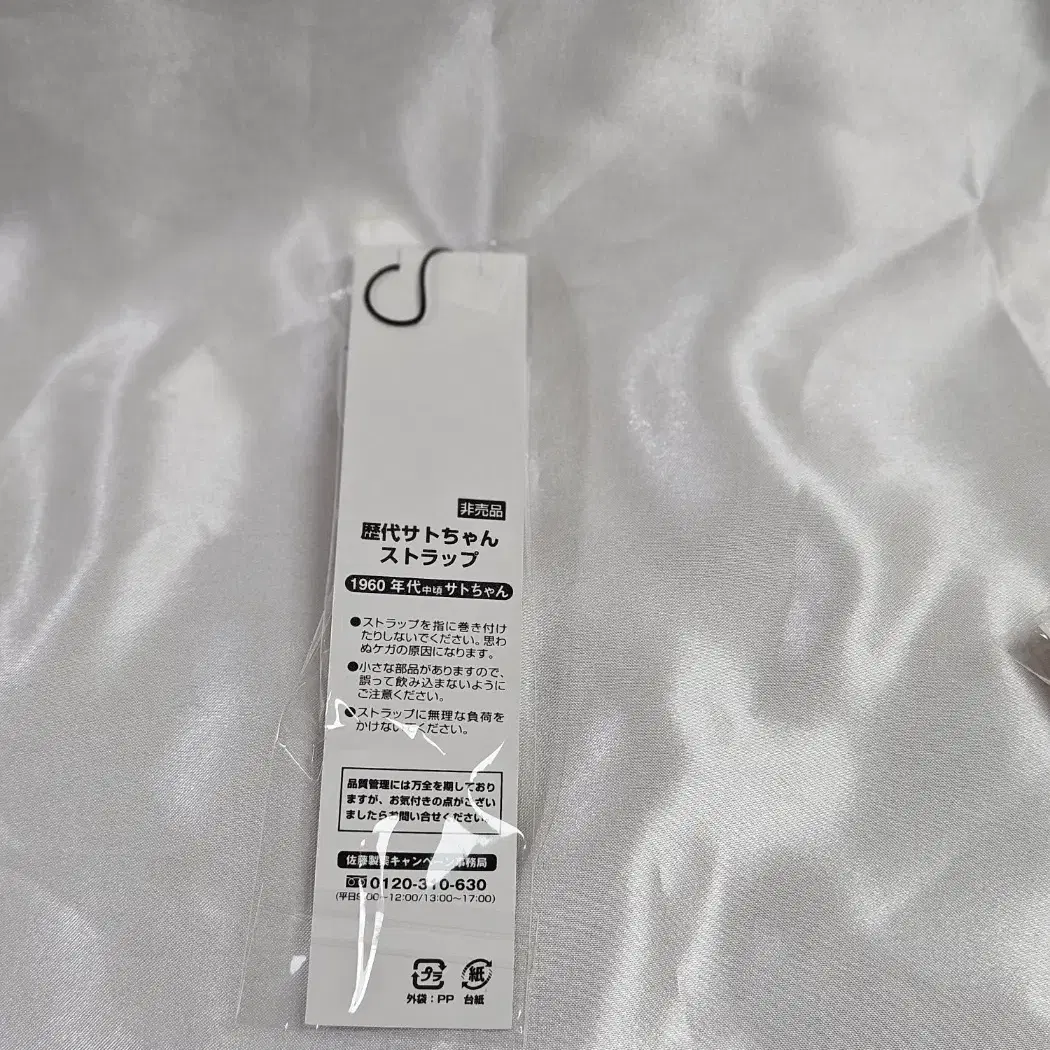 非売品
歴代サトちゃん
ストラップ
1960 年代中頃 サトちゃん
●ストラップを指に巻き付け
たりしないでください。思わ
ぬケガの原因になります。
●小さな部品がありますので、
誤って飲み込まないように
ご注意ください。
●ストラップに無理な負荷を
かけないでください。
品質管理には万全を期しており
ますが、お気付きの点がござい
ましたらお問い合せください。
佐藤製薬キャンペーン事務局
0120-310-630
(平日9:00~12:00/13:00~17:00)
プラ 紙
外袋:PP 台紙